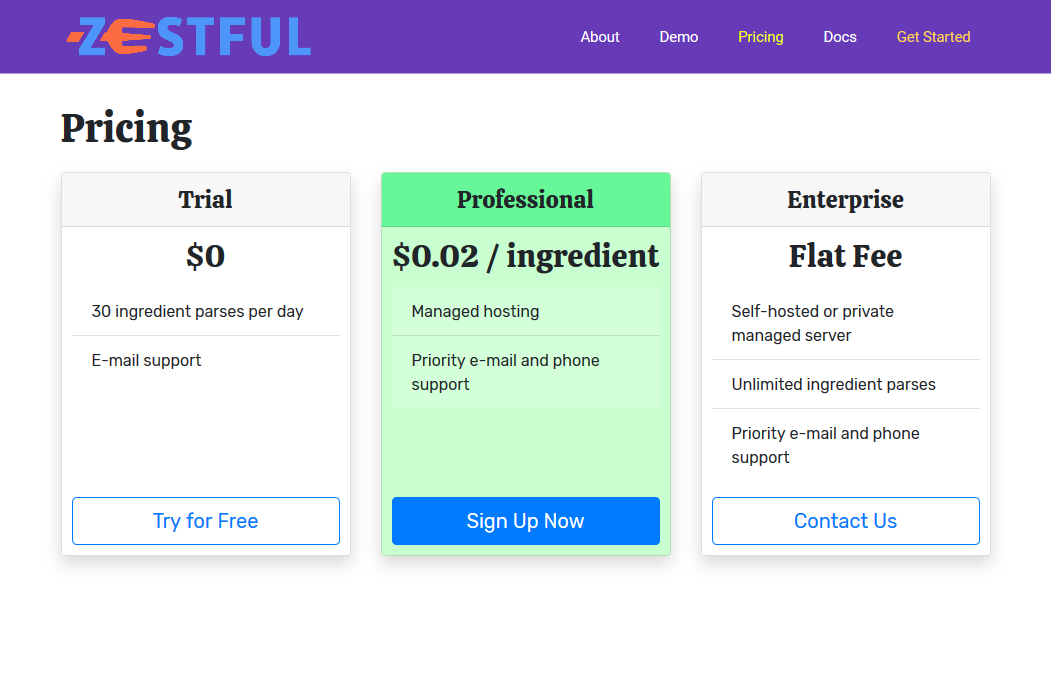 ZESTFUL
About Demo Pricing Docs Get Started
Pricing
Trial
$0
30 ingredient parses per day
E-mail support
Try for Free
Professional
$0.02 / ingredient
Managed hosting
Priority e-mail and phone
support
Sign Up Now
Enterprise
Flat Fee
Self-hosted or private
managed server
Unlimited ingredient parses
Priority e-mail and phone
support
Contact Us